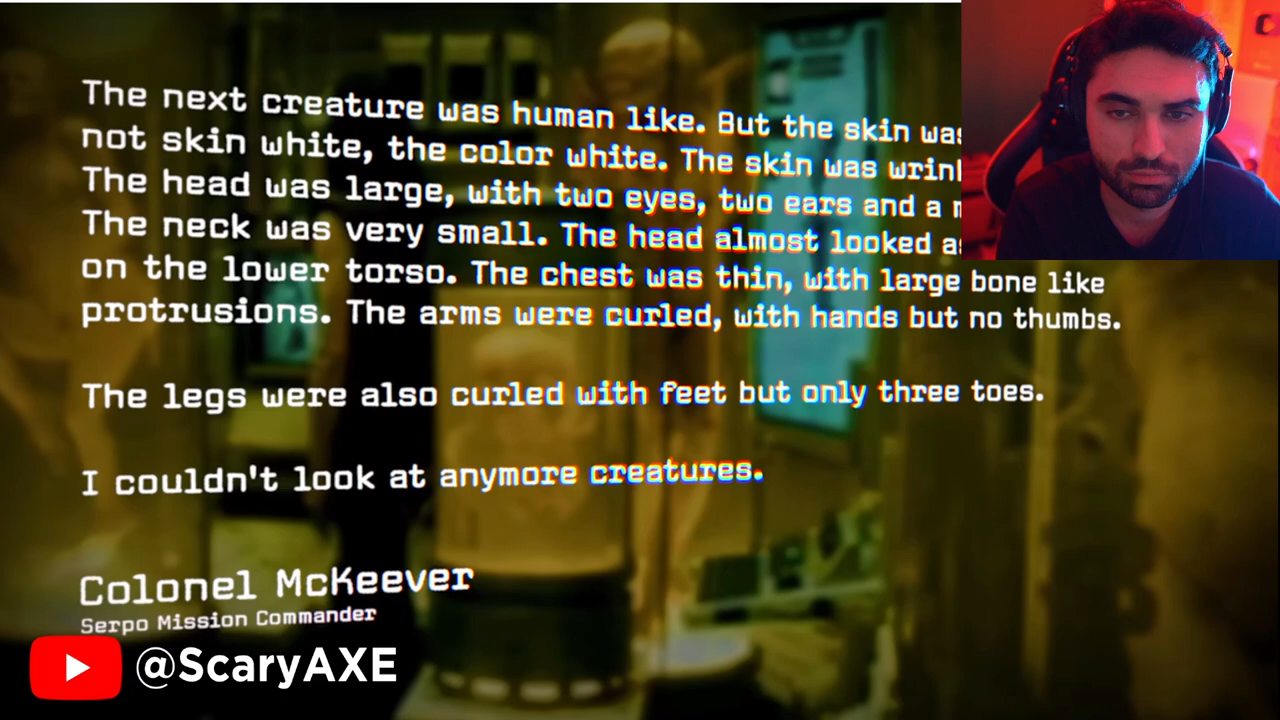 The next creature was human like. But the skin was
not skin white, the color white. The skin was
The head was large, with two eyes, two ears and a
The neck was very small. The head almost looked
on the lower torso. The chest was thin, with large bone like
protrusions. The arms were curled, with hands but no thumbs.
The legs were also curled with feet but only three toes.
I couldn't look at anymore creatures.
Colonel McKeever
Serpo Mission Commander
@ScaryAXE